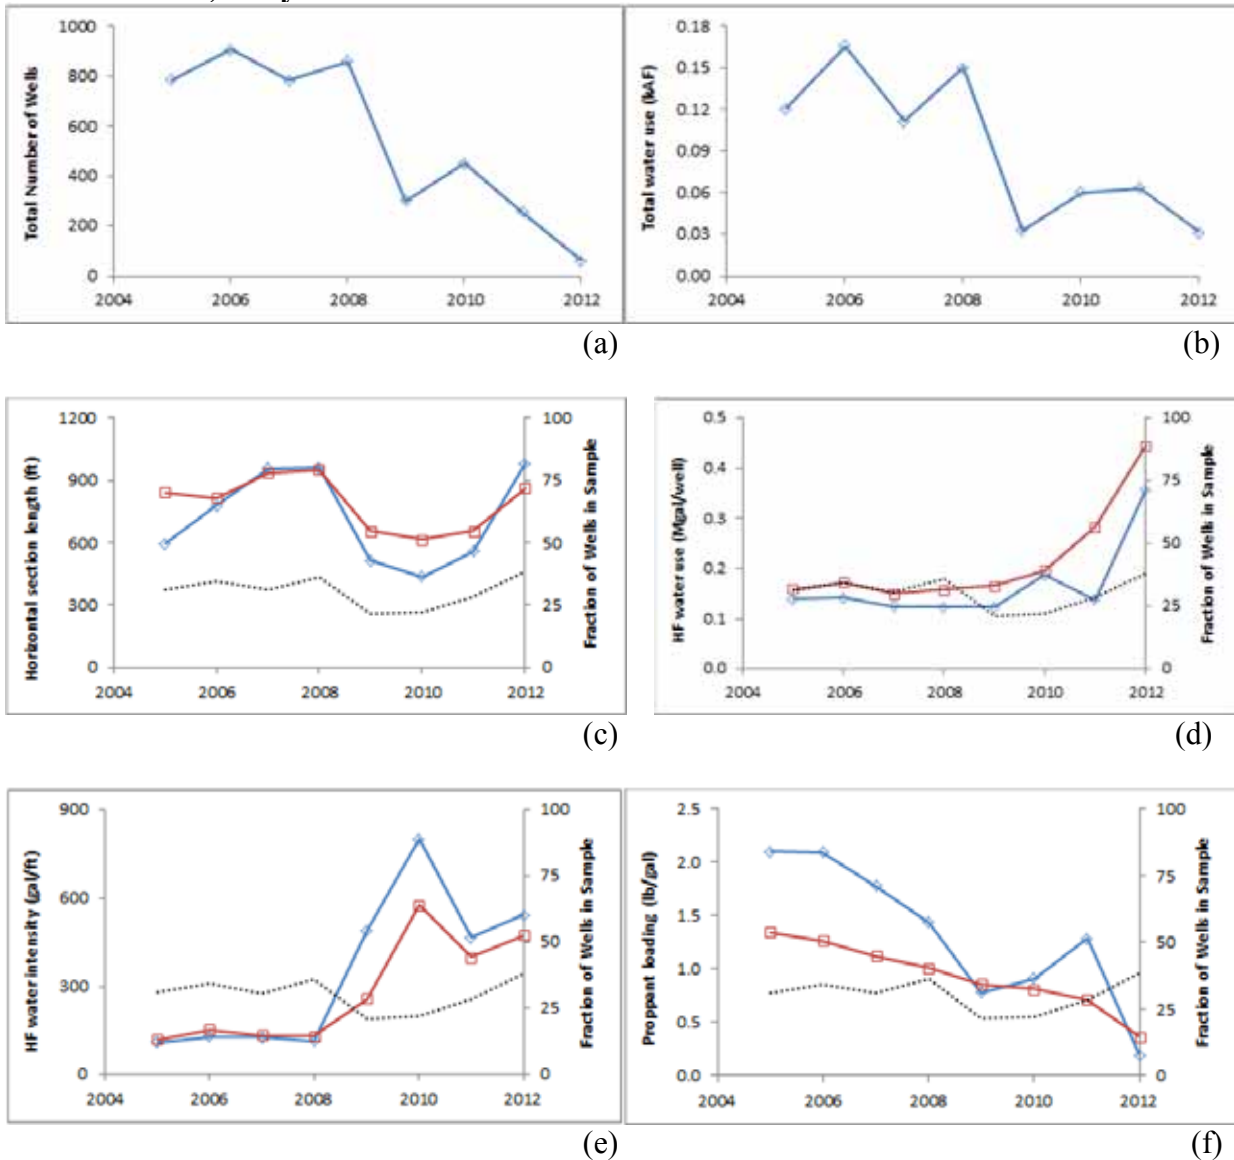 1000
800
600
400
200
0
Total Number of Wells
2004 2006 2008 2010 2012
(a)
0.18
0.15
0.12
0.09
0.06
0.03
0.00
Total water use (kAF)
2004 2006 2008 2010 2012
(b)
1200
900
600
300
0
Horizontal section length (ft)
100
75
50
25
0
Fraction of Wells in Sample
2004 2006 2008 2010 2012
(c)
0.5
0.4
0.3
0.2
0.1
0.0
HF water use (Mgal/well)
100
75
50
25
0
Fraction of Wells in Sample
2004 2006 2008 2010 2012
(d)
900
600
300
0
HF water intensity (gal/ft)
100
75
50
25
0
Fraction of Wells in Sample
2004 2006 2008 2010 2012
(e)
2.5
2.0
1.5
1.0
0.5
0.0
Proppant loading (lb/gal)
100
75
50
25
0
Fraction of Wells in Sample
2004 2006 2008 2010 2012
(f)